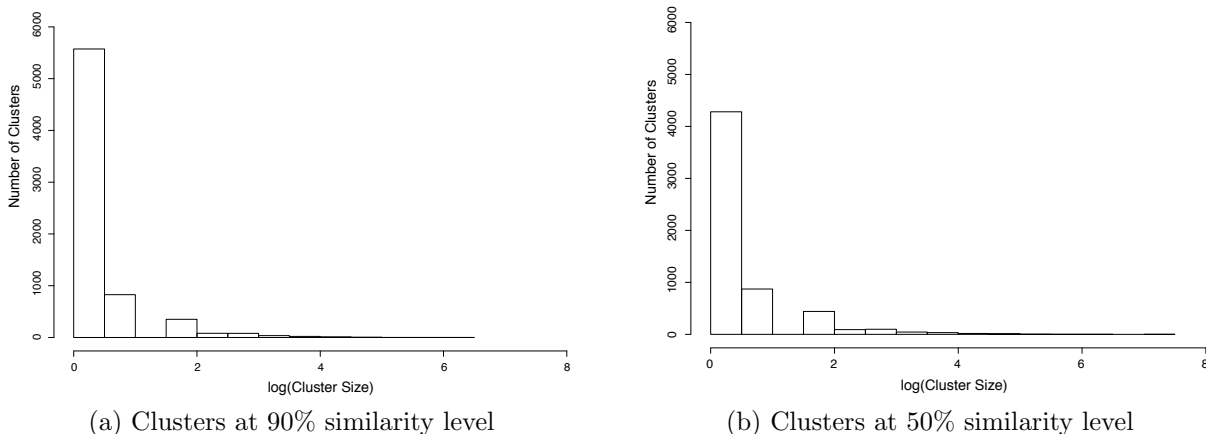 6000
5000
4000
3000
2000
1000
0
Number of Clusters
0 2 4 6 8
log(Cluster Size)
(a) Clusters at 90% similarity level
6000
5000
4000
3000
2000
1000
0
Number of Clusters
0 2 4 6 8
log(Cluster Size)
(b) Clusters at 50% similarity level